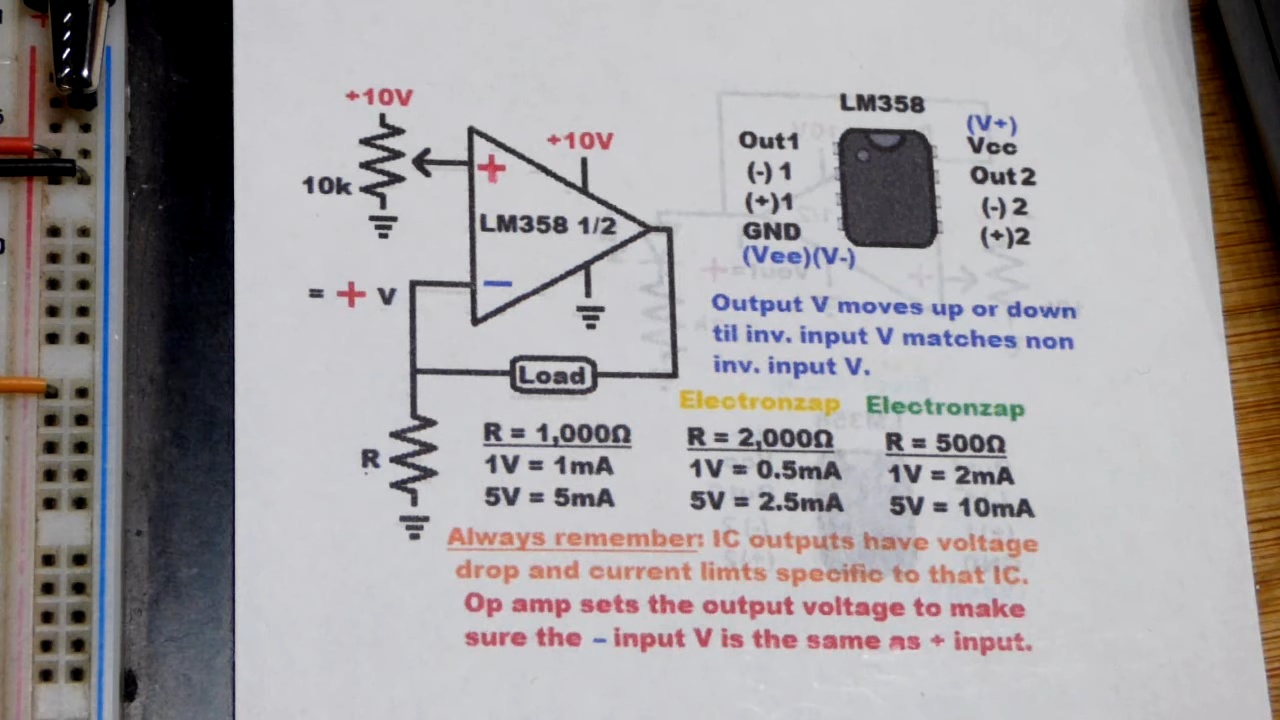 +10V
10k
+
+10V
LM358 1/2
= + v
−
Load
R
LM358
Out1
(-) 1
(+)1
GND
(Vee)(V-)
(V+)
Vcc
Out 2
(-) 2
(+)2
Output V moves up or down
til inv. input V matches non
inv. input V.
Electronzap Electronzap
R = 1,000Ω
1V = 1mA
5V = 5mA
R = 2,000Ω
1V = 0.5mA
5V = 2.5mA
R = 500Ω
1V = 2mA
5V = 10mA
Always remember: IC outputs have voltage
drop and current limts specific to that IC.
Op amp sets the output voltage to make
sure the – input V is the same as + input.